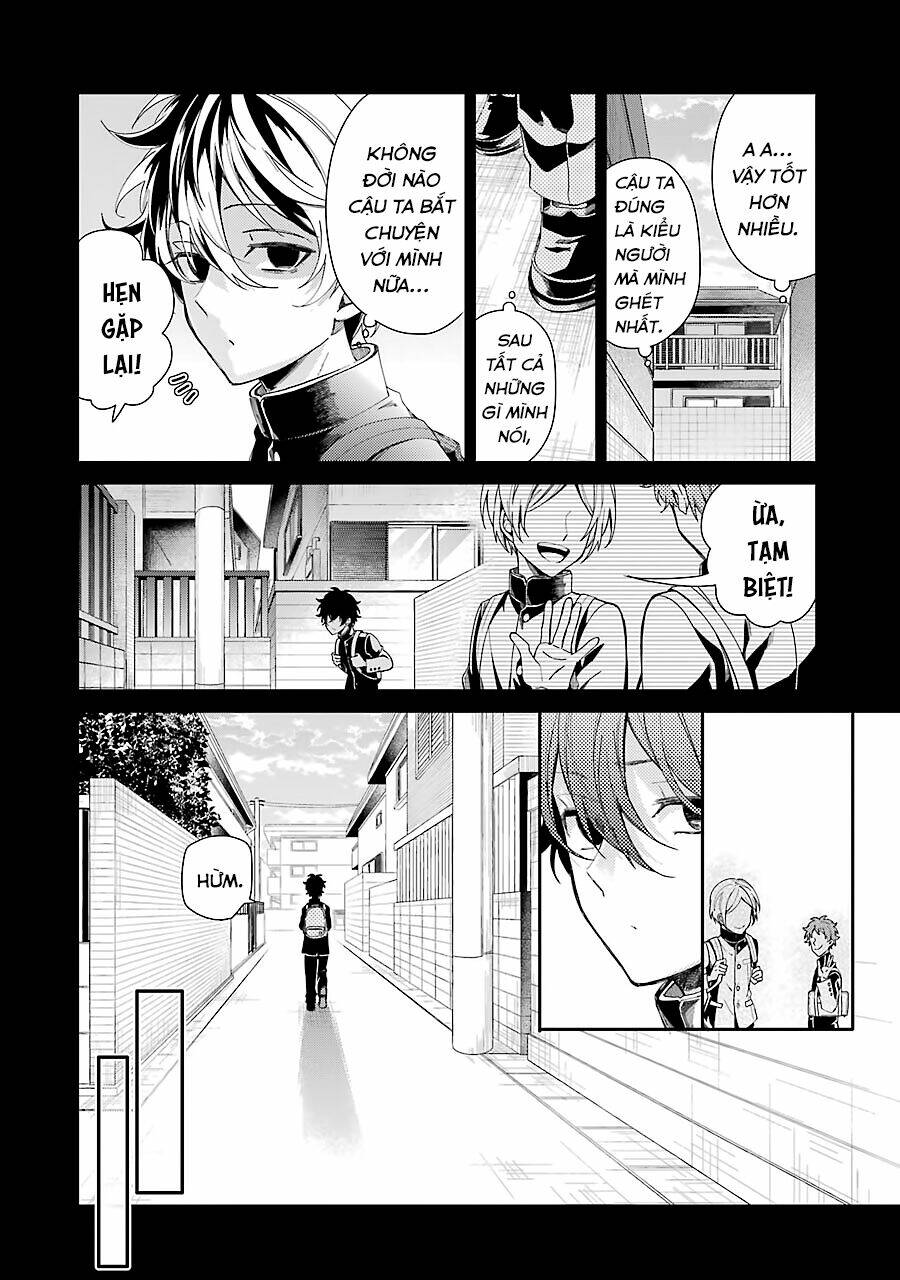 A A...
VẬY TỐT
HƠN
NHIỀU.
CẬU TA
ĐÚNG
LÀ KIỂU
NGƯỜI
MÀ MÌNH
GHÉT
NHẤT.
SAU
TẤT CẢ
NHỮNG
GÌ MÌNH
NÓI,
KHÔNG
ĐỜI NÀO
CẬU TA BẮT
CHUYỆN
VỚI MÌNH
NỮA...
HẸN
GẶP
LẠI!
ỪA,
TẠM
BIỆT!
HỪM.